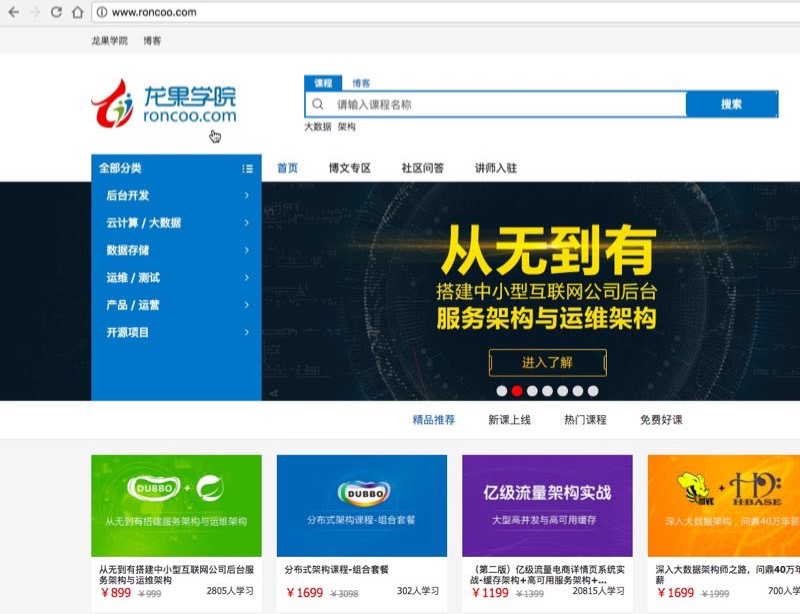 www.roncoo.com
龙果学院 博客
龙果学院
roncoo.com
课程 博客
请输入课程名称
搜索
大数据 架构
全部分类
首页 博文专区 社区问答 讲师入驻
后台开发
云计算 / 大数据
数据存储
运维 / 测试
产品 / 运营
开源项目
从无到有
搭建中小型互联网公司后台
服务架构与运维架构
进入了解
精品推荐 新课上线 热门课程 免费好课
DUBBO +
从无到有搭建服务架构与运维架构
从无到有搭建中小型互联网公司后台服
务架构与运维架构
¥899 ¥999 2805人学习
DUBBO
分布式架构课程-组合套餐
分布式架构课程-组合套餐
¥1699 ¥3098 302人学习
亿级流量架构实战
大型高并发与高可用缓存
（第二版）亿级流量电商详情页系统实
战-缓存架构+高可用服务架构+...
¥1199 ¥1399 20815人学习
HIVE + H-BASE
深入大数据架构，问鼎40万年薪
深入大数据架构师之路，问鼎40万年
薪
¥1699 ¥1999 700人学